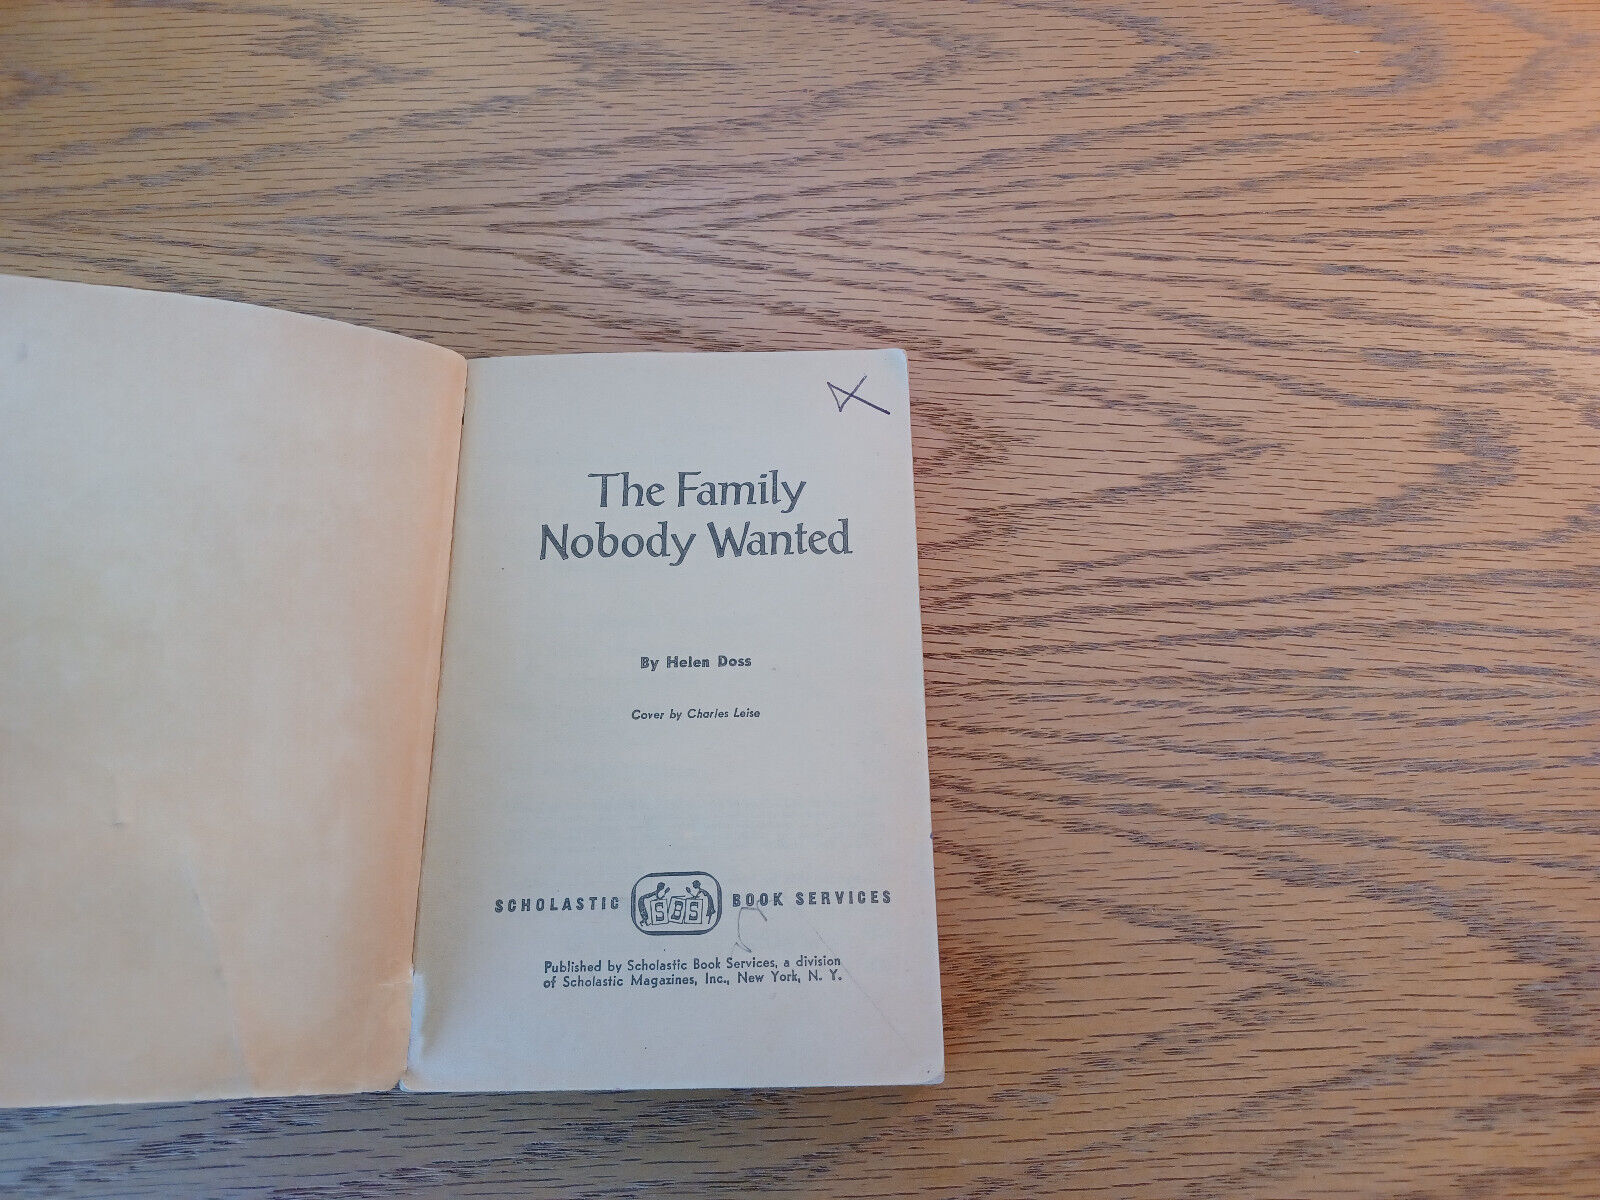 The Family
Nobody Wanted
By Helen Doss
Cover by Charles Leise
SCHOLASTIC SBS BOOK SERVICES
Published by Scholastic Book Services, a division
of Scholastic Magazines, Inc., New York, N. Y.